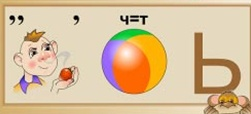 ,, , ч=т
Ь